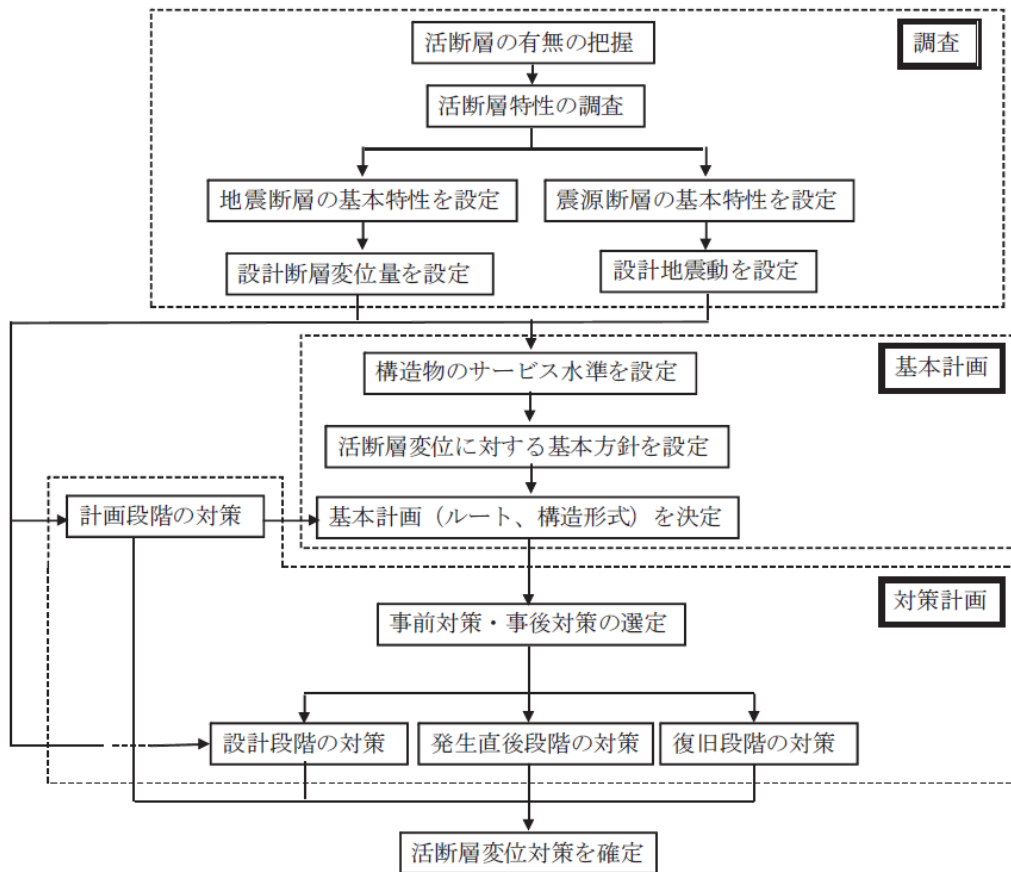 活断層の有無の把握
調査
活断層特性の調査
地震断層の基本特性を設定
震源断層の基本特性を設定
設計断層変位量を設定
設計地震動を設定
構造物のサービス水準を設定
基本計画
活断層変位に対する基本方針を設定
計画段階の対策
基本計画（ルート、構造形式）を決定
対策計画
事前対策・事後対策の選定
設計段階の対策
発生直後段階の対策
復旧段階の対策
活断層変位対策を確定